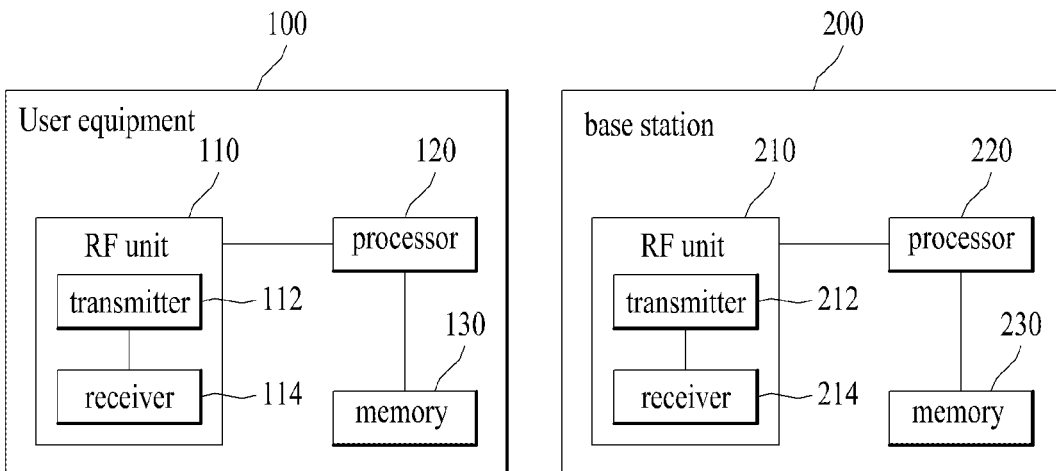 100
User equipment
110
120
RF unit
processor
transmitter
112
130
receiver
114
memory
200
base station
210
220
RF unit
processor
transmitter
212
230
receiver
214
memory